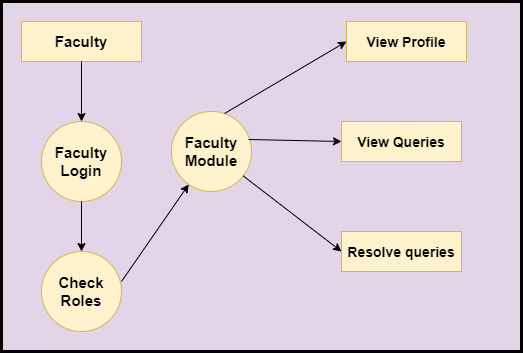 Faculty
Faculty
Login
Check
Roles
Faculty
Module
View Profile
View Queries
Resolve queries